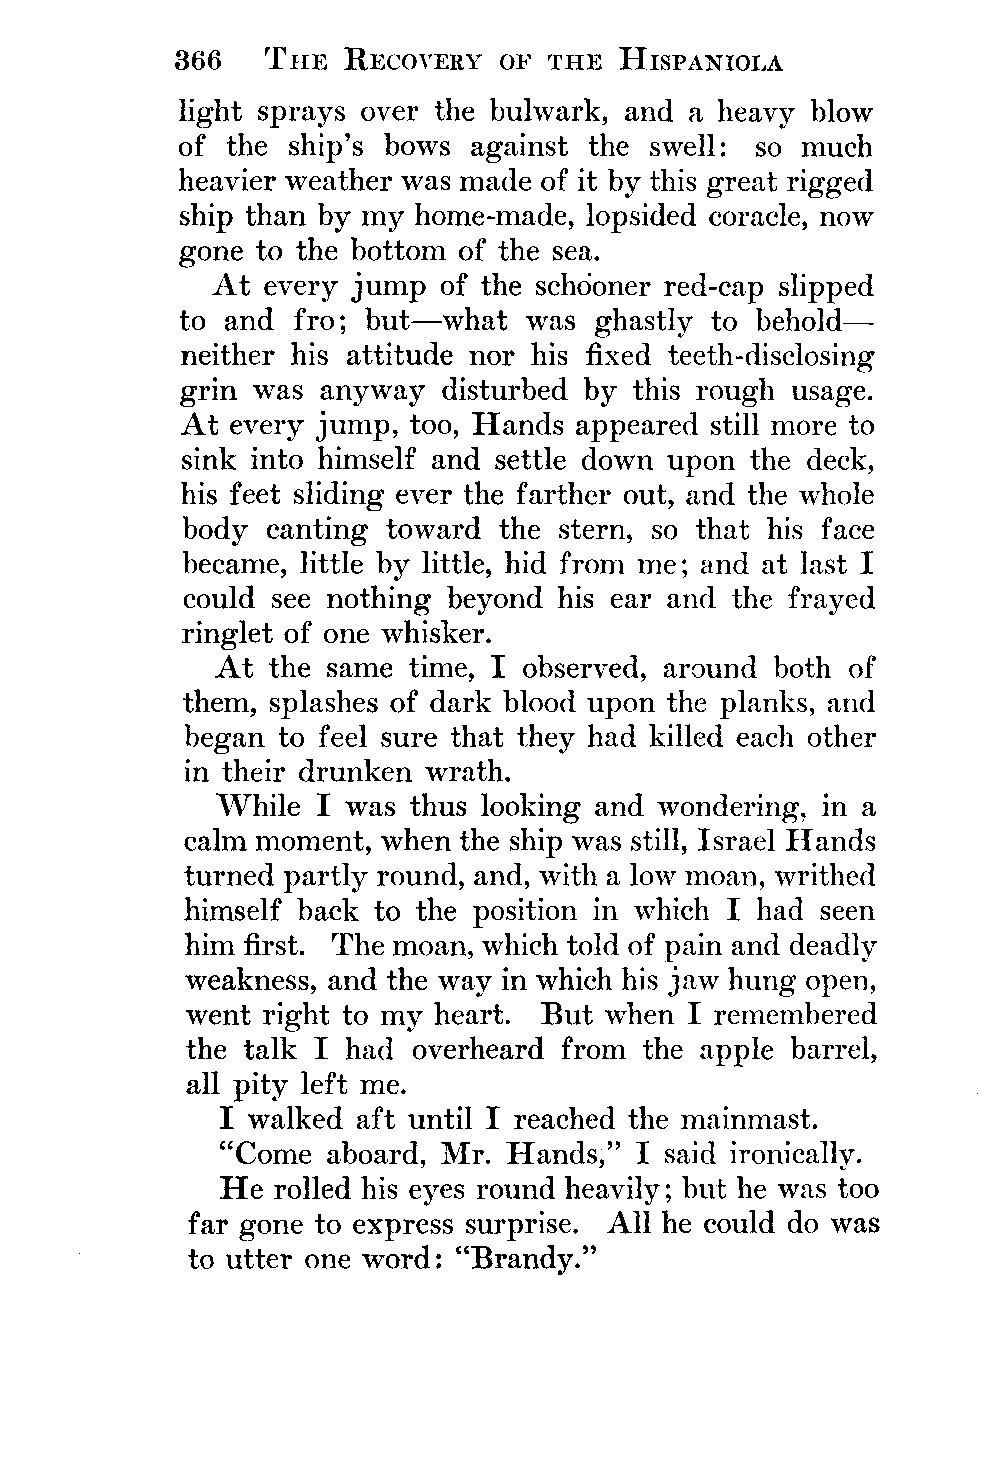 366 The Recovery of the Hispaniola
light sprays over the bulwark, and a heavy blow
of the ship's bows against the swell: so much
heavier weather was made of it by this great rigged
ship than by my home-made, lopsided coracle, now
gone to the bottom of the sea.
At every jump of the schooner red-cap slipped
to and fro; but—what was ghastly to behold—
neither his attitude nor his fixed teeth-disclosing
grin was anyway disturbed by this rough usage.
At every jump, too, Hands appeared still more to
sink into himself and settle down upon the deck,
his feet sliding ever the farther out, and the whole
body canting toward the stern, so that his face
became, little by little, hid from me; and at last I
could see nothing beyond his ear and the frayed
ringlet of one whisker.
At the same time, I observed, around both of
them, splashes of dark blood upon the planks, and
began to feel sure that they had killed each other
in their drunken wrath.
While I was thus looking and wondering, in a
calm moment, when the ship was still, Israel Hands
turned partly round, and, with a low moan, writhed
himself back to the position in which I had seen
him first. The moan, which told of pain and deadly
weakness, and the way in which his jaw hung open,
went right to my heart. But when I remembered
the talk I had overheard from the apple barrel,
all pity left me.
I walked aft until I reached the mainmast.
“Come aboard, Mr. Hands,” I said ironically.
He rolled his eyes round heavily; but he was too
far gone to express surprise. All he could do was
to utter one word: “Brandy.”